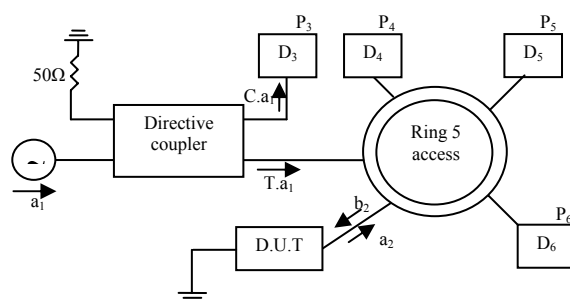 P3
P4
P5
D3
D4
D5
50Ω
C.a1
Directive
coupler
Ring 5
access
T.a1
a1
b2
a2
D.U.T
P6
D6